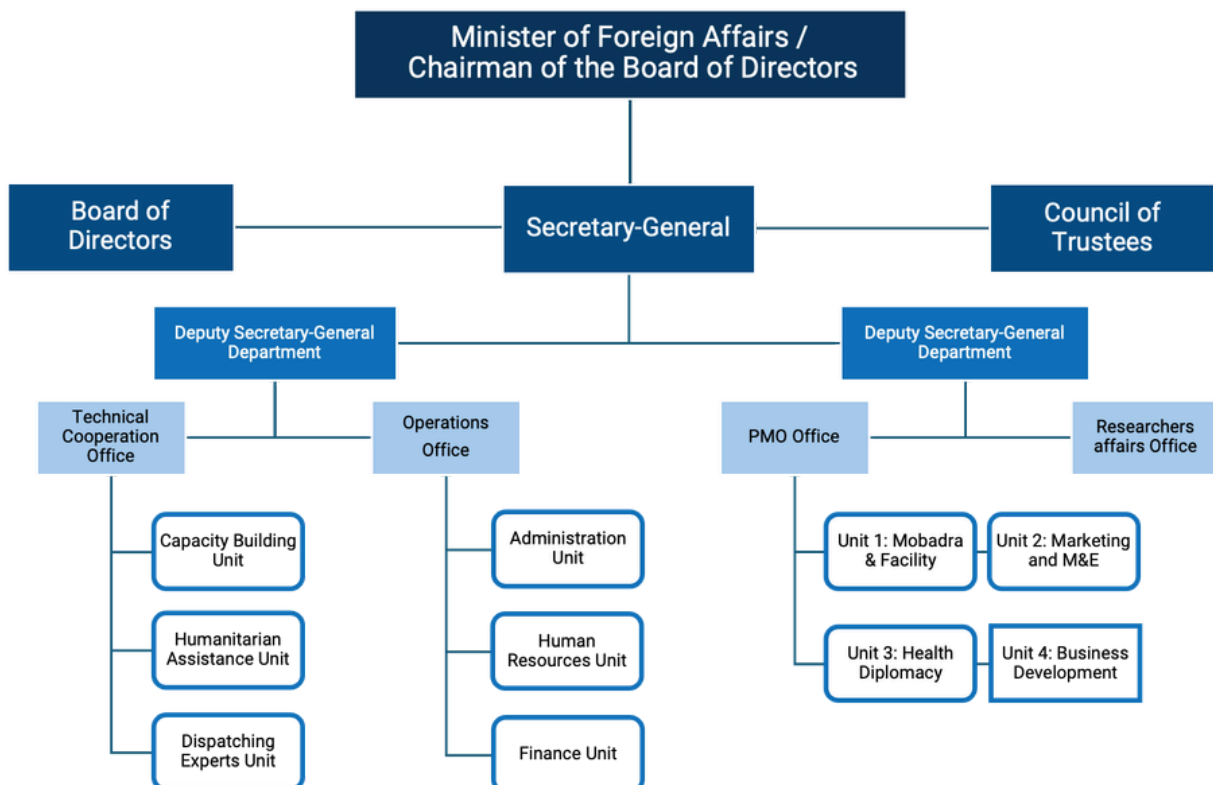 Minister of Foreign Affairs /
Chairman of the Board of Directors
Board of
Directors
Secretary-General
Council of
Trustees
Deputy Secretary-General
Department
Deputy Secretary-General
Department
Technical
Cooperation
Office
Operations
Office
PMO Office
Researchers
affairs Office
Capacity Building
Unit
Humanitarian
Assistance Unit
Dispatching
Experts Unit
Administration
Unit
Human
Resources Unit
Finance Unit
Unit 1: Mobadra
& Facility
Unit 2: Marketing
and M&E
Unit 3: Health
Diplomacy
Unit 4: Business
Development